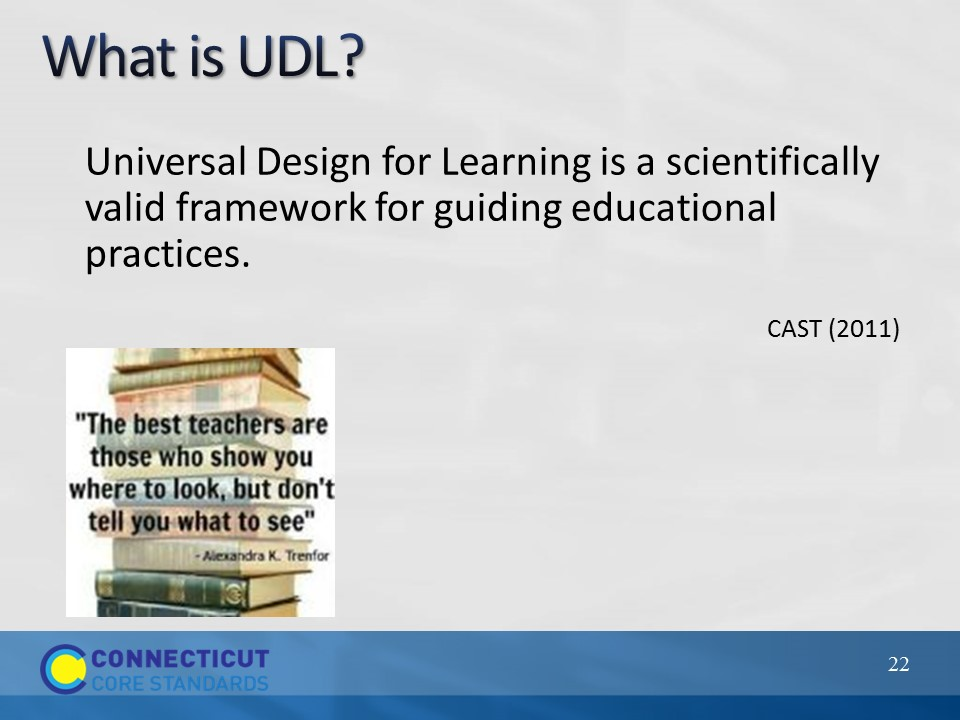 What is UDL?
Universal Design for Learning is a scientifically
valid framework for guiding educational
practices.
CAST (2011)
"The best teachers are
those who show you
where to look, but don't
tell you what to see"
- Alexandra K. Trenfor
CONNECTICUT
CORE STANDARDS
22